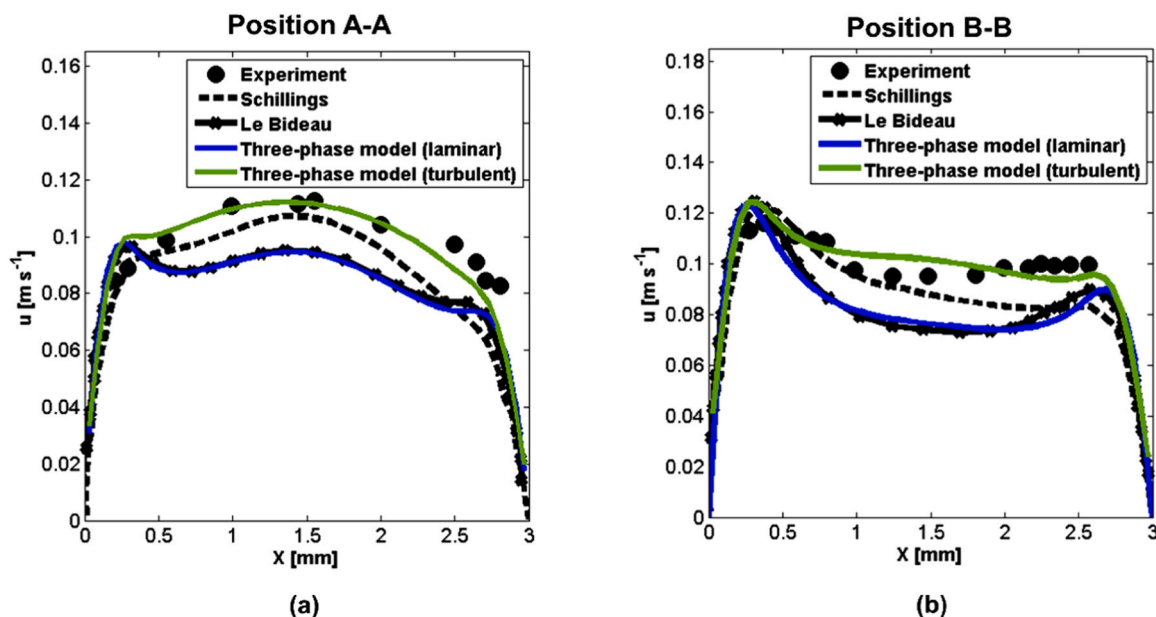 Position A-A
0.16
0.14
0.12
0.1
0.08
0.06
0.04
0.02
0
u [m s-1]
Experiment
Schillings
Le Bideau
Three-phase model (laminar)
Three-phase model (turbulent)
0 0.5 1 1.5 2 2.5 3
X [mm]
(a)
Position B-B
0.18
0.16
0.14
0.12
0.1
0.08
0.06
0.04
0.02
0
u [m s-1]
Experiment
Schillings
Le Bideau
Three-phase model (laminar)
Three-phase model (turbulent)
0 0.5 1 1.5 2 2.5 3
X [mm]
(b)